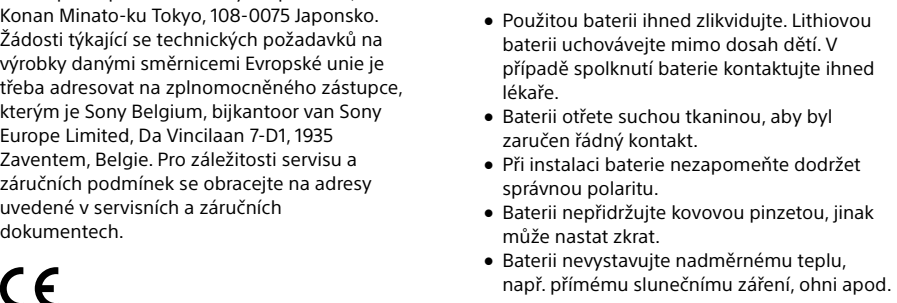 Konan Minato-ku Tokyo, 108-0075 Japonsko.
Žádosti týkající se technických požadavků na
výrobky danými směrnicemi Evropské unie je
třeba adresovat na zplnomocněného zástupce,
kterým je Sony Belgium, bijkantoor van Sony
Europe Limited, Da Vincilaan 7-D1, 1935
Zaventem, Belgie. Pro záležitosti servisu a
záručních podmínek se obracejte na adresy
uvedené v servisních a záručních
dokumentech.
CE
• Použitou baterii ihned zlikvidujte. Lithiovou
baterii uchovávejte mimo dosah dětí. V
případě spolknutí baterie kontaktujte ihned
lékaře.
• Baterii otřete suchou tkaninou, aby byl
zaručen řádný kontakt.
• Při instalaci baterie nezapomeňte dodržet
správnou polaritu.
• Baterii nepřidržujte kovovou pinzetou, jinak
může nastat zkrat.
• Baterii nevystavujte nadměrnému teplu,
např. přímému slunečnímu záření, ohni apod.